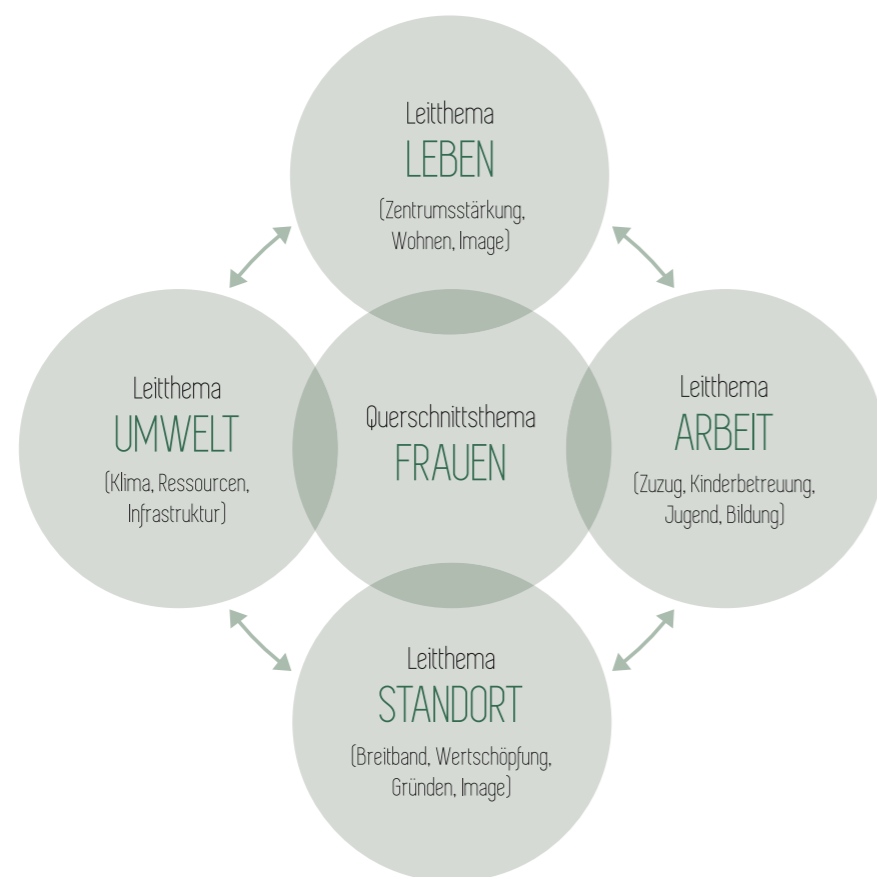 Leitthema
LEBEN
(Zentrumsstärkung,
Wohnen, Image)
Leitthema
UMWELT
(Klima, Ressourcen,
Infrastruktur)
Querschnittsthema
FRAUEN
Leitthema
ARBEIT
(Zuzug, Kinderbetreuung,
Jugend, Bildung)
Leitthema
STANDORT
(Breitband, Wertschöpfung,
Gründen, Image)